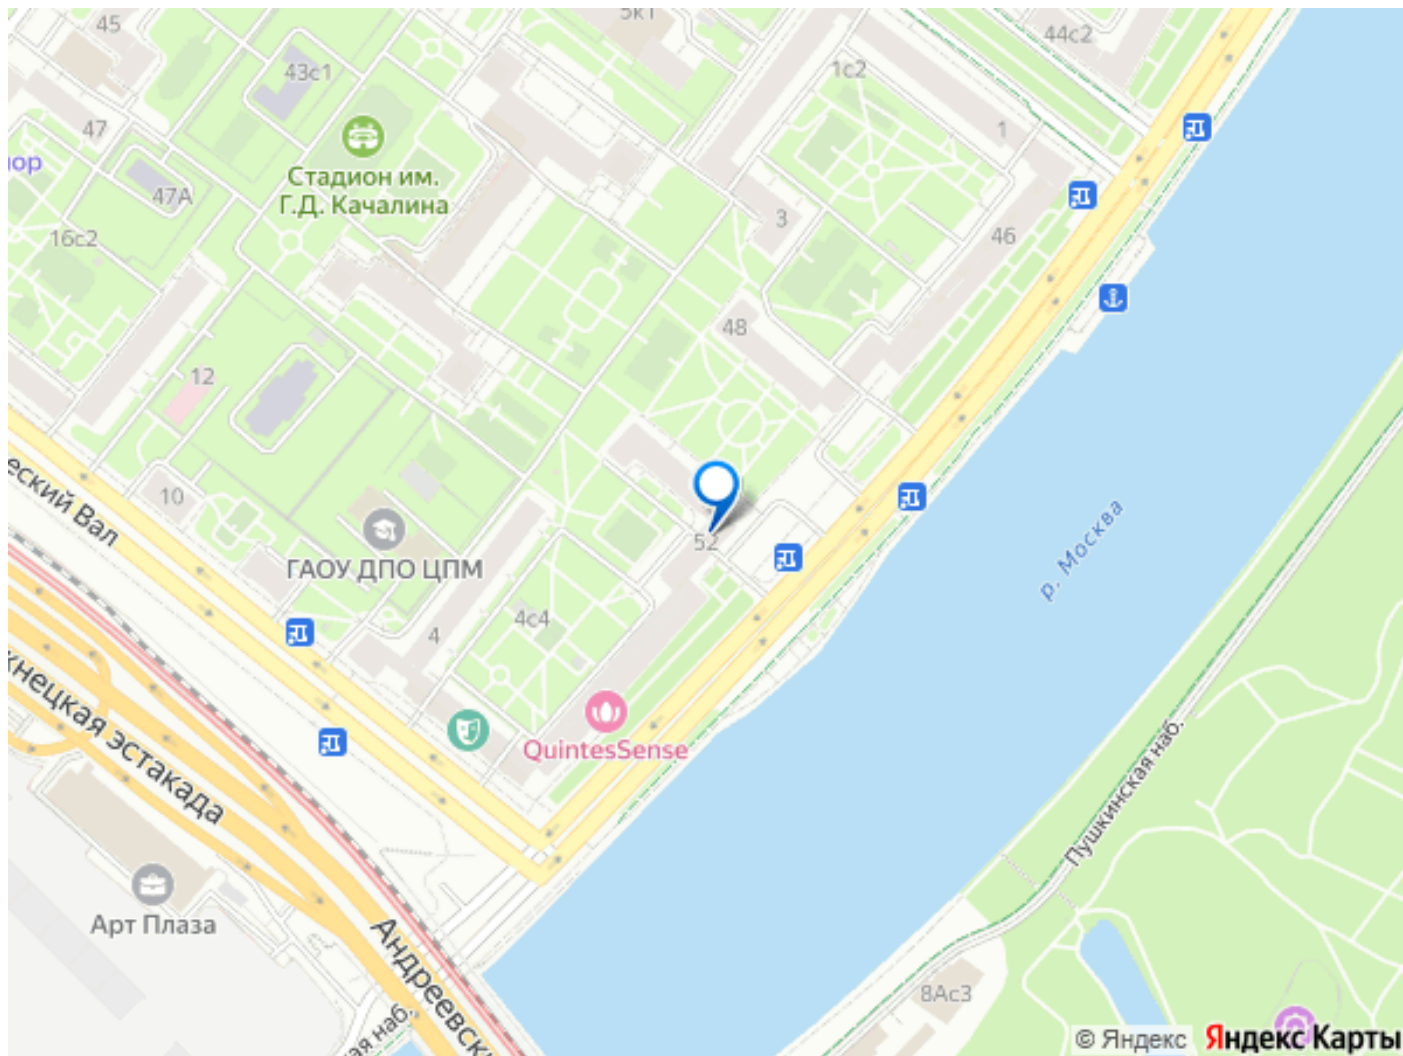 45
5к1
44с2
43с1
1с2
47
1
Стадион им.
Г.Д. Качалина
ор
47А
3
16с2
46
48
12
10
еский Вал
52
р. Москва
ГАОУ ДПО ЦПМ
4с4
4
QuintesSense
кнецкая эстакада
Пушкинская наб.
Арт Плаза
Андреевск
8Ас3
ая наб.
© Яндекс Яндекс Карты